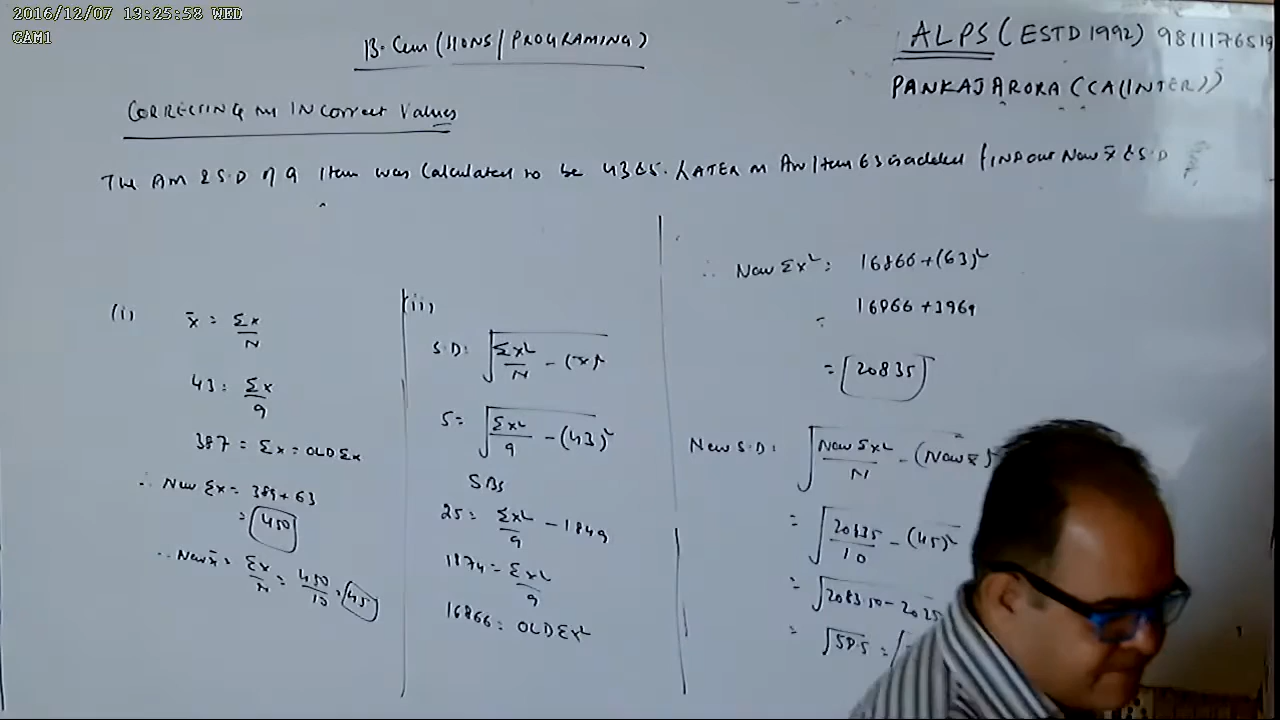 2016/12/07 19:25:58 WED
CAM1
B.Com (HONS/PROGRAMING)
ALPS (ESTD 1992) 9811176519
PANKAJ ARORA (CA(INTER))
CORRECTING an INCorrect Values
The AM & S.D of 9 Item was Calculated to be 43 & 5. LATER on An Item 63 is added FIND out New x̄ & S.D
(i)
x̄ = Σx/N
43 = Σx/9
387 = Σx = OLD Σx
∴ New Σx = 387+63
= 450
∴ New x̄ = Σx/N = 450/10 = 45
(ii)
S.D = √(Σx²/N - (x̄)²)
5 = √(Σx²/9 - (43)²)
SBS
25 = Σx²/9 - 1849
1874 = Σx²/9
16866 = OLD Σx²
∴ New Σx² = 16866+(63)²
= 16866+3969
= 20835
New S.D = √(New Σx²/N - (New x̄)²
= √(20835/10 - (45)²
= √2083.50-2025
= √58.5 =